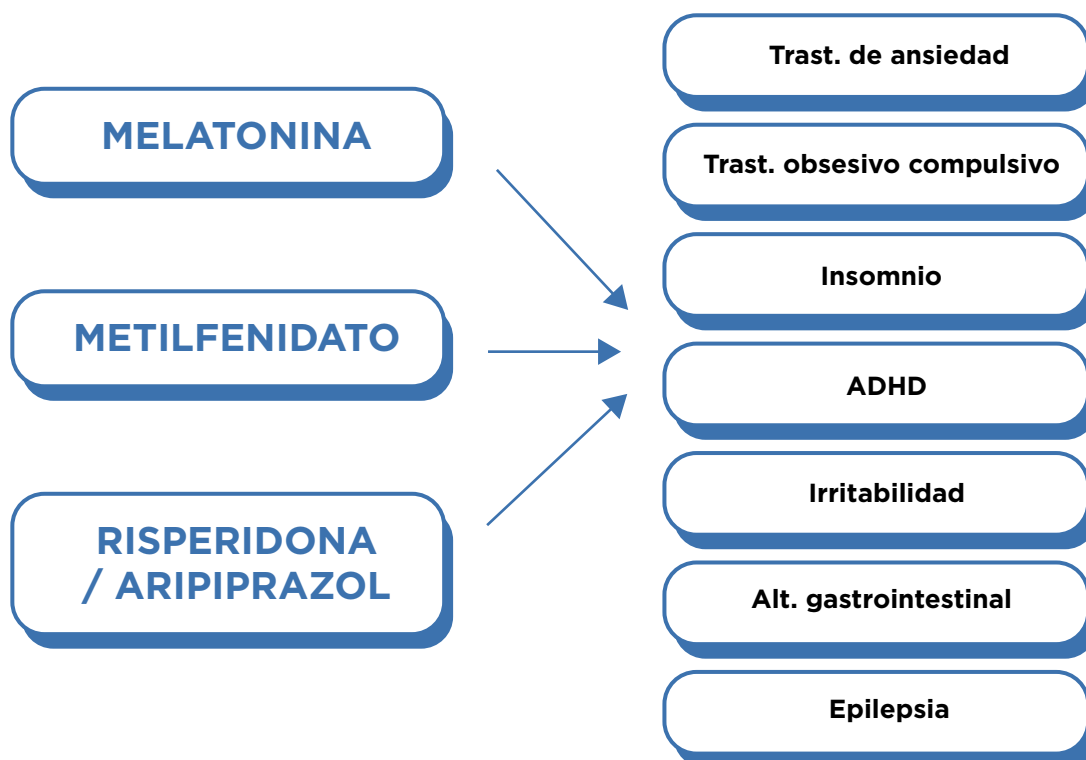 MELATONINA
METILFENIDATO
RISPERIDONA
/ ARIPIPRAZOL
Trast. de ansiedad
Trast. obsesivo compulsivo
Insomnio
ADHD
Irritabilidad
Alt. gastrointestinal
Epilepsia